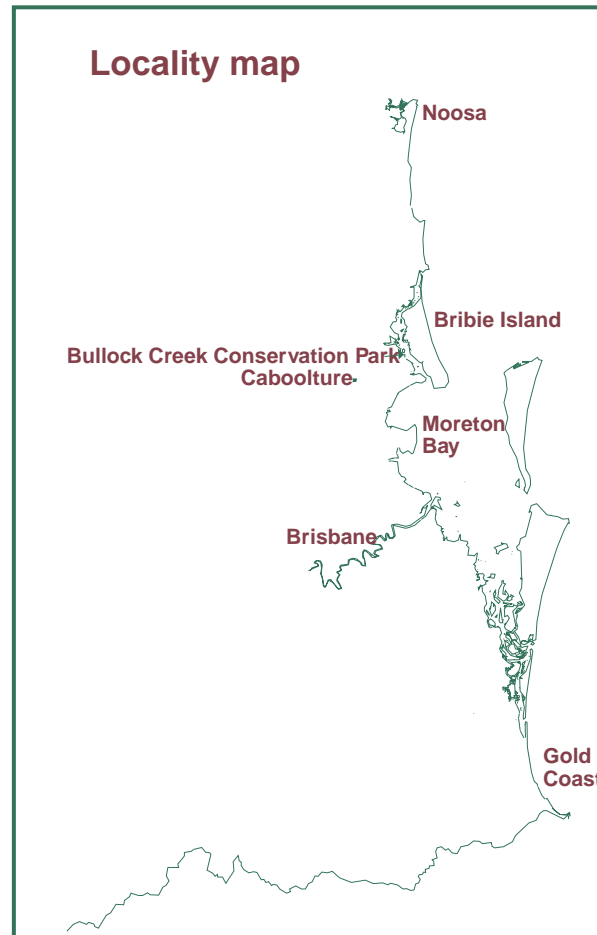 Locality map
Noosa
Bribie Island
Bullock Creek Conservation Park
Caboolture
Moreton
Bay
Brisbane
Gold
Coast